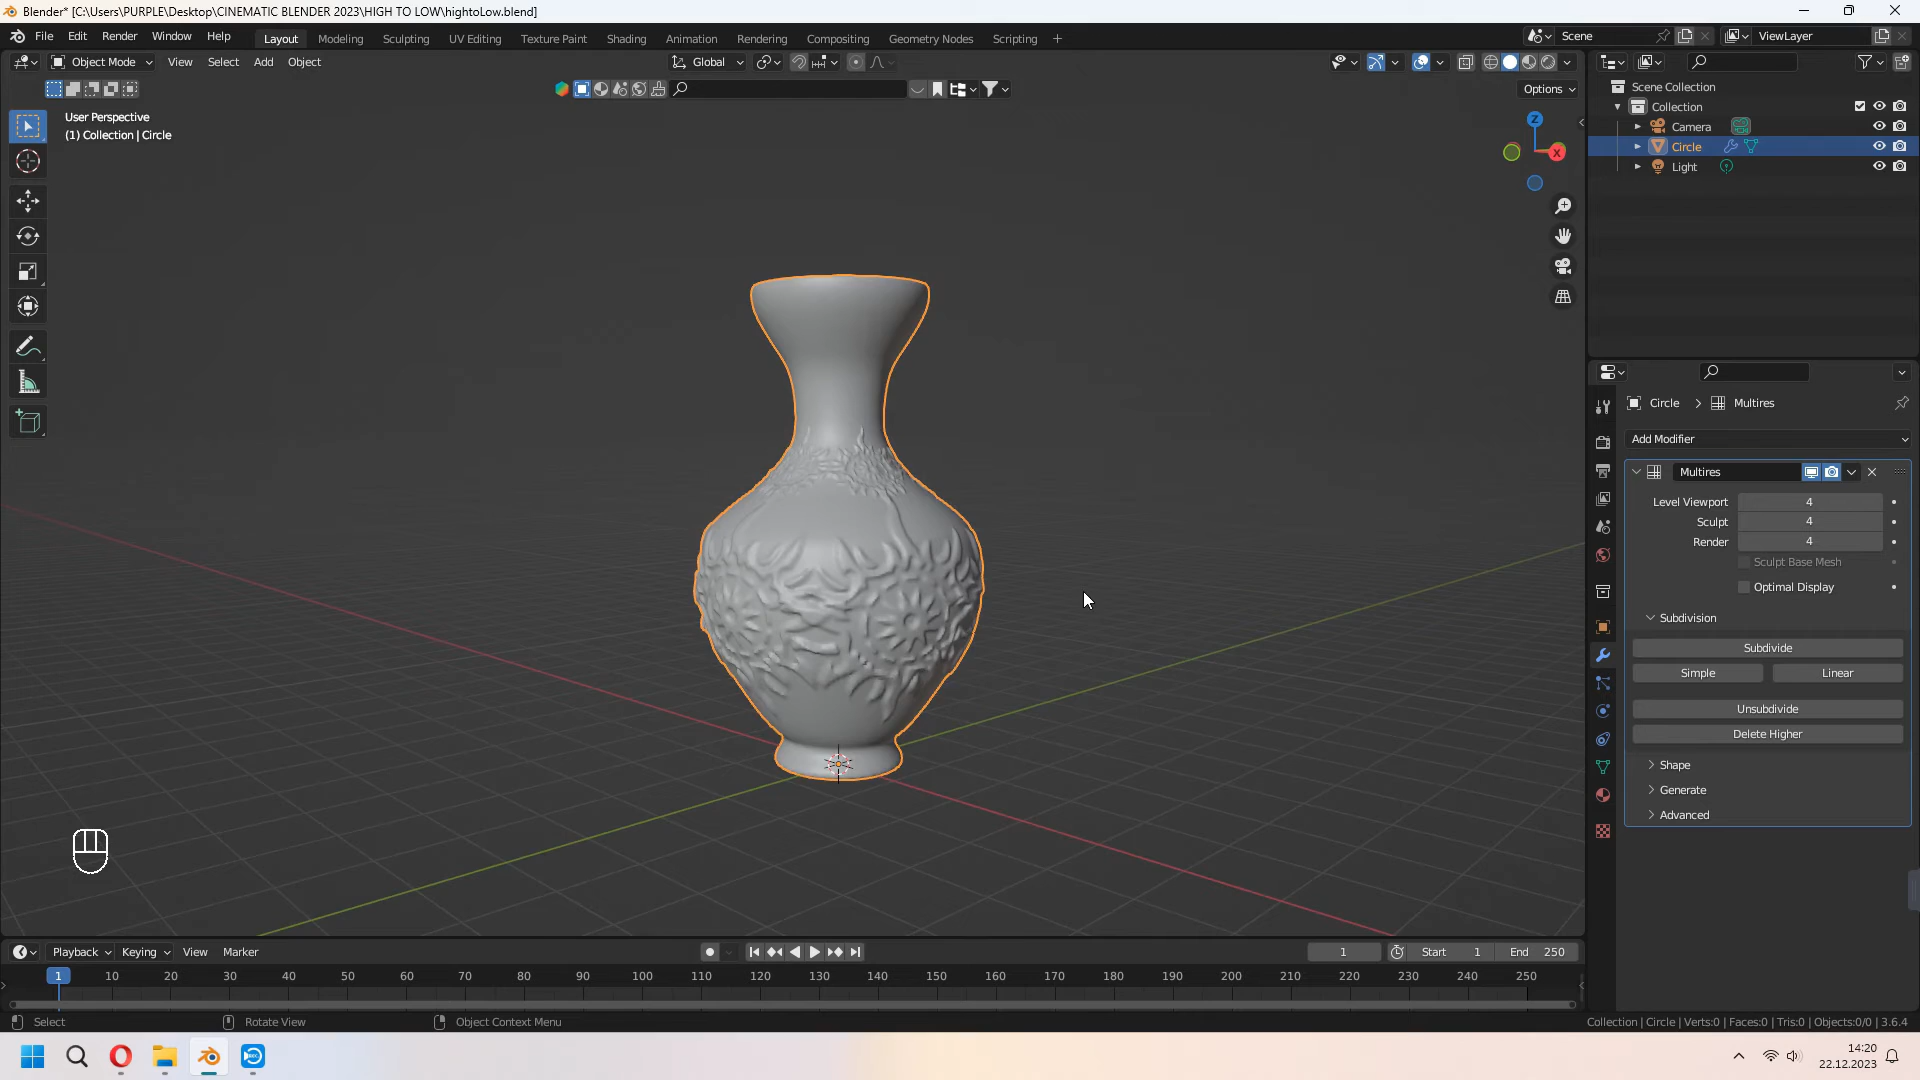 Blender* [C:\Users\PURPLE\Desktop\CINEMATIC BLENDER 2023\HIGH TO LOW\hightoLow.blend]
File Edit Render Window Help Layout Modeling Sculpting UV Editing Texture Paint Shading Animation Rendering Compositing Geometry Nodes Scripting + Scene ViewLayer
Object Mode View Select Add Object Global
Options
User Perspective
(1) Collection | Circle
Z
X
Scene Collection
Collection
Camera
Circle
Light
Circle > Multires
Add Modifier
Multires
Level Viewport 4
Sculpt 4
Render 4
Sculpt Base Mesh
Optimal Display
Subdivision
Subdivide
Simple Linear
Unsubdivide
Delete Higher
Shape
Generate
Advanced
Playback Keying View Marker 1 Start 1 End 250
1 10 20 30 40 50 60 70 80 90 100 110 120 130 140 150 160 170 180 190 200 210 220 230 240 250
Select Rotate View Object Context Menu Collection | Circle | Verts:0 | Faces:0 | Tris:0 | Objects:0/0 | 3.6.4
14:20
22.12.2023